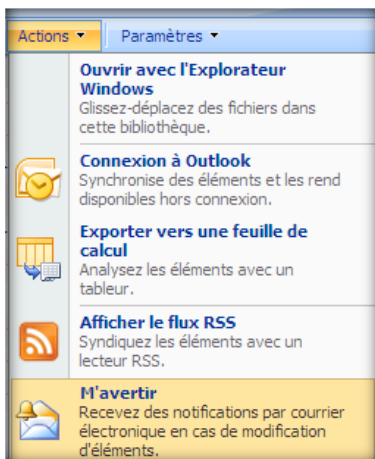 Actions Paramètres
Ouvrir avec l'Explorateur
Windows
Glissez-déplacez des fichiers dans
cette bibliothèque.
Connexion à Outlook
Synchronise des éléments et les rend
disponibles hors connexion.
Exporter vers une feuille de
calcul
Analysez les éléments avec un
tableur.
Afficher le flux RSS
Syndiquez les éléments avec un
lecteur RSS.
M'avertir
Recevez des notifications par courrier
électronique en cas de modification
d'éléments.